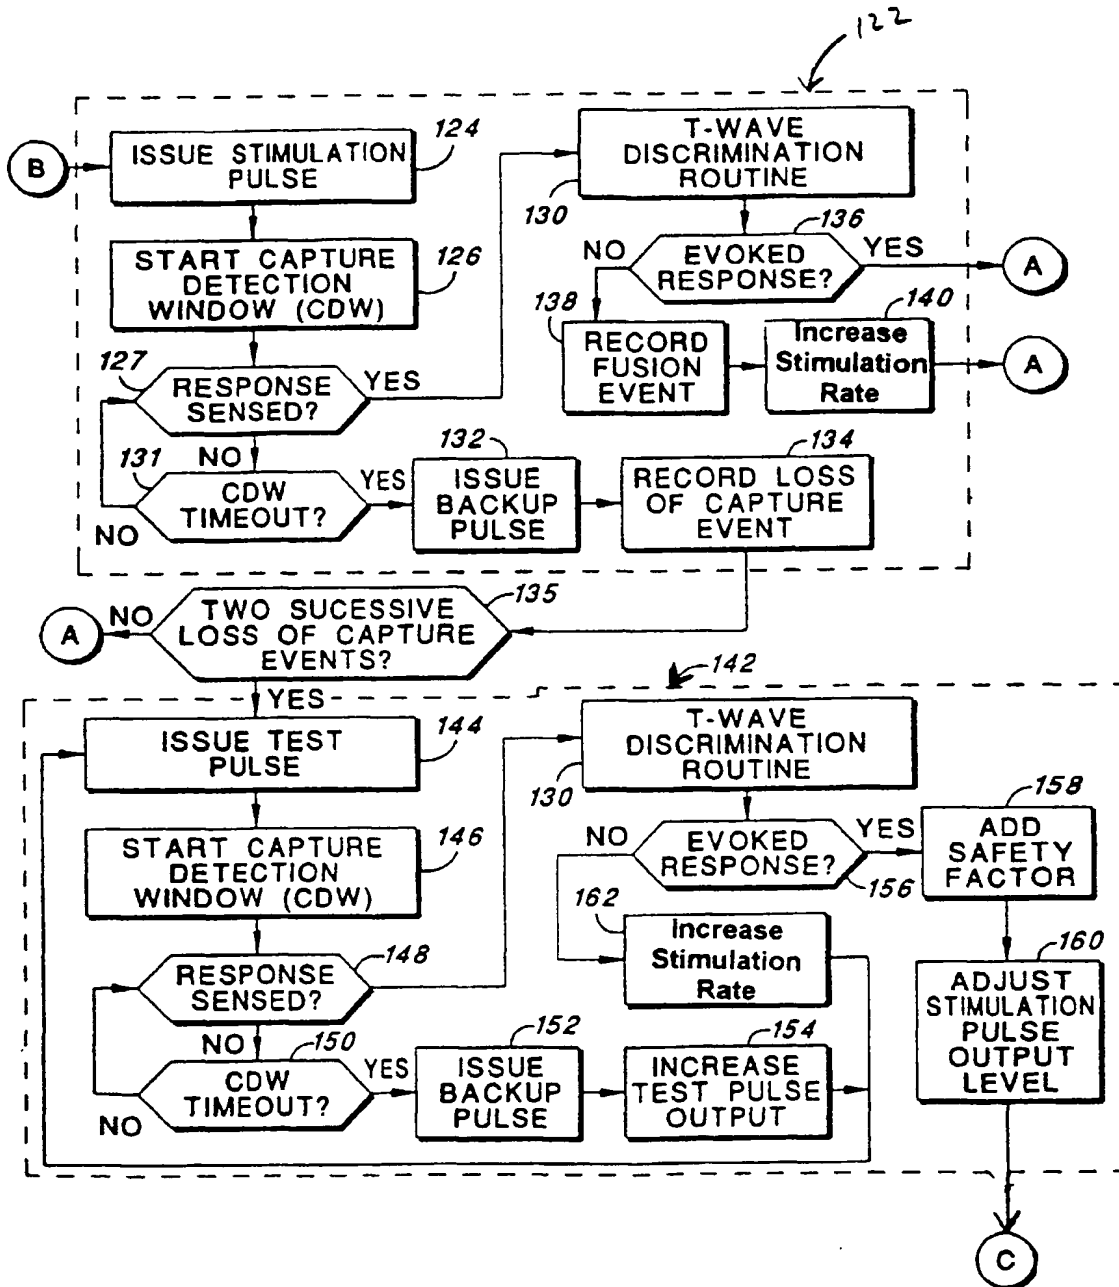 122
B
ISSUE STIMULATION
PULSE
124
T-WAVE
DISCRIMINATION
ROUTINE
130
START CAPTURE
DETECTION
WINDOW (CDW)
126
NO
EVOKED
RESPONSE?
136
YES
A
138
RECORD
FUSION
EVENT
140
Increase
Stimulation
Rate
A
127
RESPONSE
SENSED?
YES
NO
131
CDW
TIMEOUT?
YES
NO
132
ISSUE
BACKUP
PULSE
134
RECORD LOSS
OF CAPTURE
EVENT
A
NO
TWO SUCESSIVE
LOSS OF CAPTURE
EVENTS?
135
YES
142
ISSUE TEST
PULSE
144
T-WAVE
DISCRIMINATION
ROUTINE
130
START CAPTURE
DETECTION
WINDOW (CDW)
146
NO
EVOKED
RESPONSE?
YES
156
158
ADD
SAFETY
FACTOR
162
Increase
Stimulation
Rate
RESPONSE
SENSED?
148
NO
150
CDW
TIMEOUT?
YES
NO
152
ISSUE
BACKUP
PULSE
154
INCREASE
TEST PULSE
OUTPUT
160
ADJUST
STIMULATION
PULSE
OUTPUT
LEVEL
C